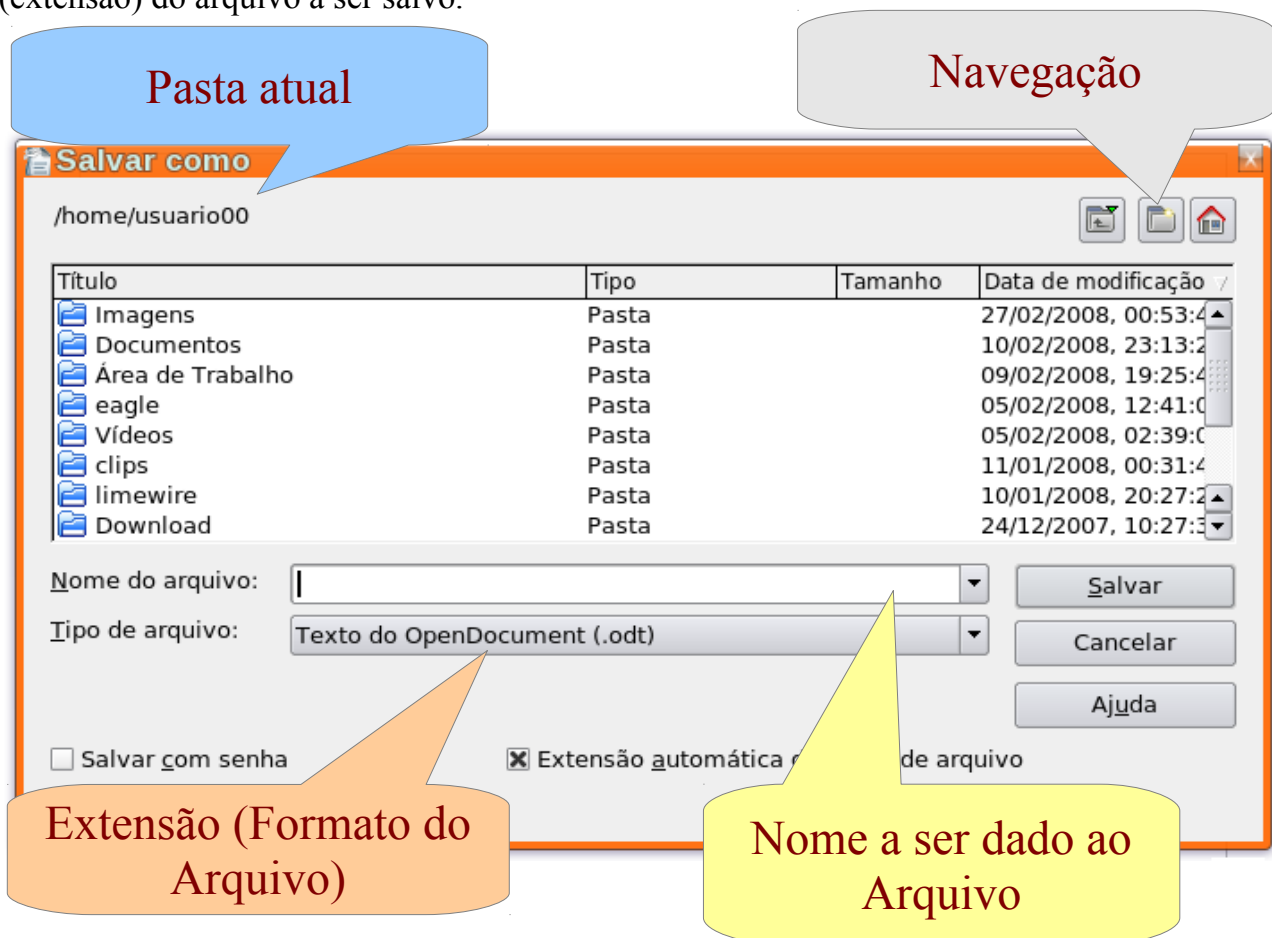 (extensão) do arquivo a ser salvo.
Pasta atual
Navegação
Salvar como
/home/usuario00
Título Tipo Tamanho Data de modificação
Imagens Pasta 27/02/2008, 00:53:4
Documentos Pasta 10/02/2008, 23:13:2
Área de Trabalho Pasta 09/02/2008, 19:25:4
eagle Pasta 05/02/2008, 12:41:0
Vídeos Pasta 05/02/2008, 02:39:0
clips Pasta 11/01/2008, 00:31:4
limewire Pasta 10/01/2008, 20:27:2
Download Pasta 24/12/2007, 10:27:3
Nome do arquivo: Salvar
Tipo de arquivo: Texto do OpenDocument (.odt) Cancelar
Ajuda
Salvar com senha Extensão automática de arquivo
Extensão (Formato do
Arquivo)
Nome a ser dado ao
Arquivo